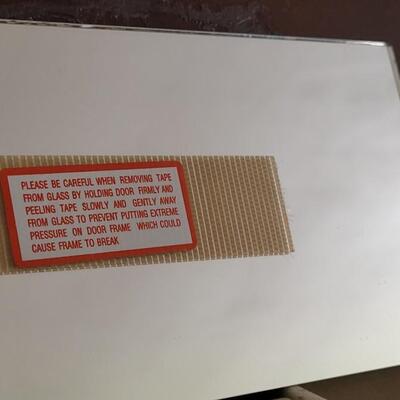 PLEASE BE CAREFUL WHEN REMOVING TAPE
FROM GLASS BY HOLDING DOOR FIRMLY AND
PEELING TAPE SLOWLY AND GENTLY AWAY
FROM GLASS TO PREVENT PUTTING EXTREME
PRESSURE ON DOOR FRAME WHICH COULD
CAUSE FRAME TO BREAK